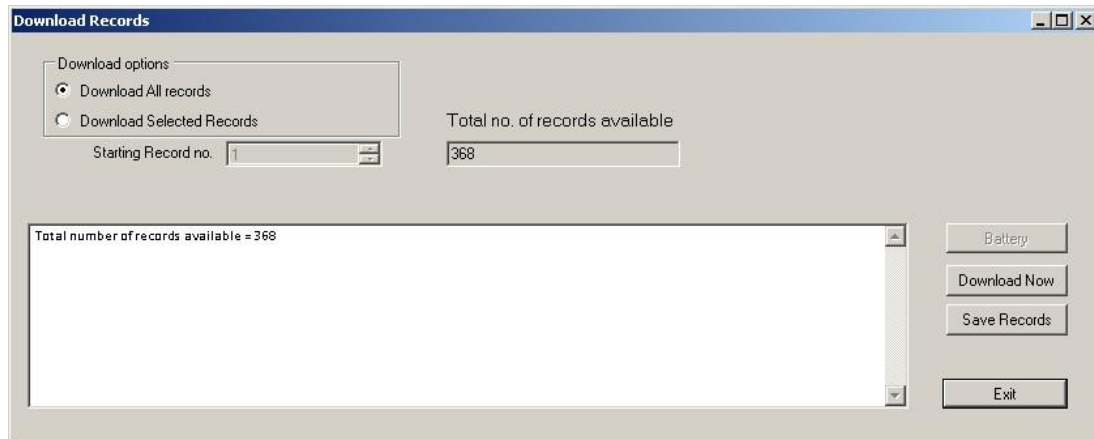 Download Records
Download options
Download All records
Download Selected Records
Total no. of records available
Starting Record no. 1
368
Total number of records available = 368
Battery
Download Now
Save Records
Exit